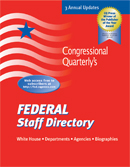 3 Annual Updates
Congressional
Quarterly's
FEDERAL
Staff Directory
White House • Departments • Agencies • Biographies